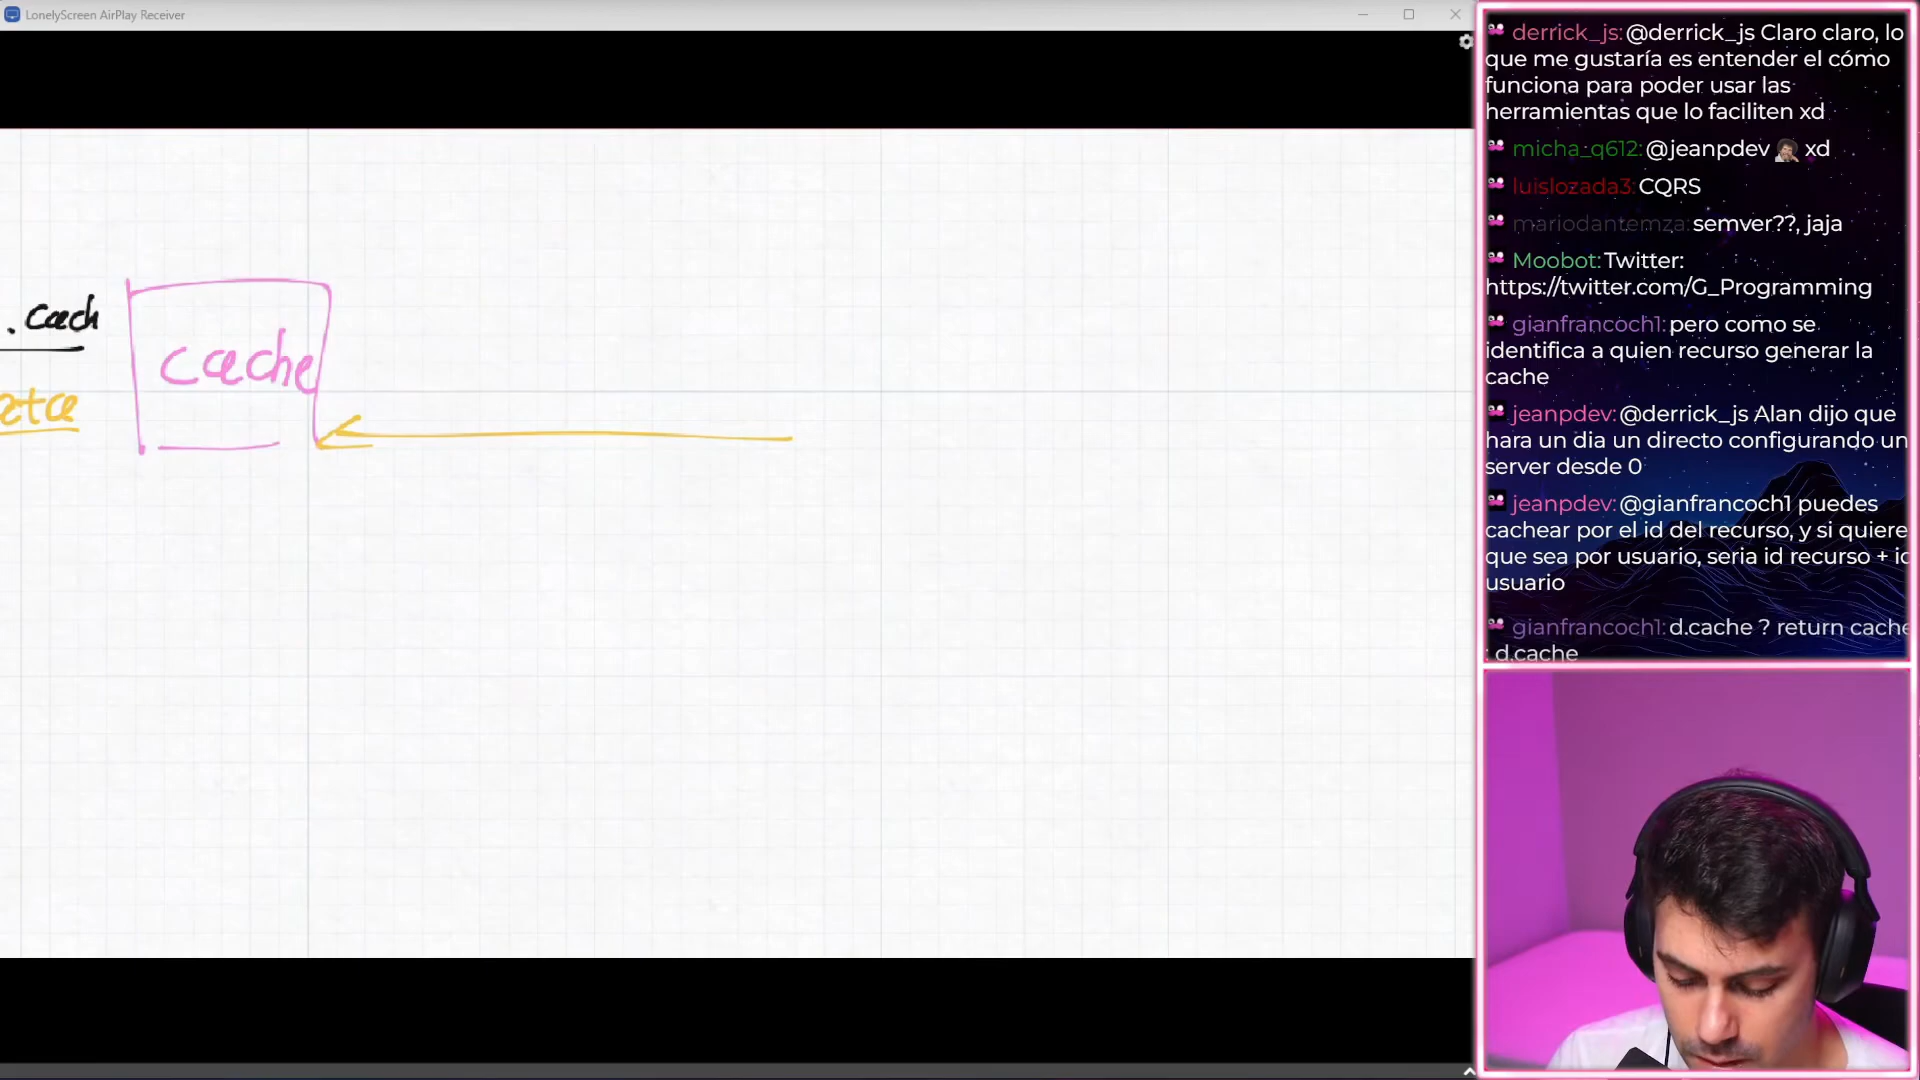 LonelyScreen AirPlay Receiver
.cach
cache
derrick_js: @derrick_js Claro claro, lo
que me gustaría es entender el cómo
funciona para poder usar las
herramientas que lo faciliten xd
micha_q612: @jeanpdev xd
luislozada3: CQRS
mariodantemza: semver??, jaja
Moobot: Twitter:
https://twitter.com/G_Programming
gianfrancoch1: pero como se
identifica a quien recurso generar la
cache
jeanpdev: @derrick_js Alan dijo que
hara un dia un directo configurando un
server desde 0
jeanpdev: @gianfrancoch1 puedes
cachear por el id del recurso, y si quiere
que sea por usuario, seria id recurso + id
usuario
gianfrancoch1: d.cache ? return cache
: d.cache